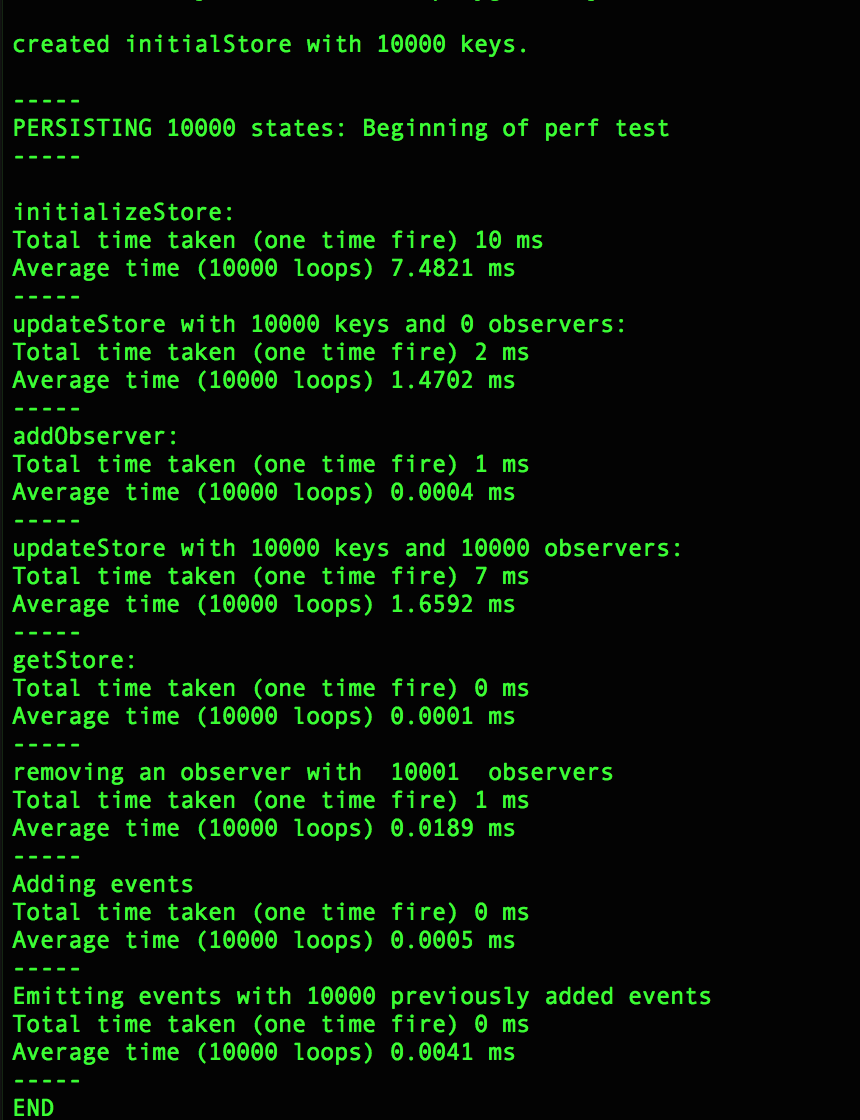 created initialStore with 10000 keys.
-----
PERSISTING 10000 states: Beginning of perf test
-----
initializeStore:
Total time taken (one time fire) 10 ms
Average time (10000 loops) 7.4821 ms
-----
updateStore with 10000 keys and 0 observers:
Total time taken (one time fire) 2 ms
Average time (10000 loops) 1.4702 ms
-----
addObserver:
Total time taken (one time fire) 1 ms
Average time (10000 loops) 0.0004 ms
-----
updateStore with 10000 keys and 10000 observers:
Total time taken (one time fire) 7 ms
Average time (10000 loops) 1.6592 ms
-----
getStore:
Total time taken (one time fire) 0 ms
Average time (10000 loops) 0.0001 ms
-----
removing an observer with  10001  observers
Total time taken (one time fire) 1 ms
Average time (10000 loops) 0.0189 ms
-----
Adding events
Total time taken (one time fire) 0 ms
Average time (10000 loops) 0.0005 ms
-----
Emitting events with 10000 previously added events
Total time taken (one time fire) 0 ms
Average time (10000 loops) 0.0041 ms
-----
END